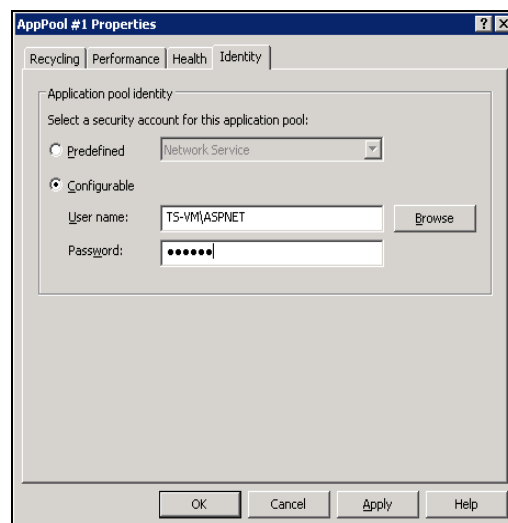 AppPool #1 Properties
Recycling Performance Health Identity
Application pool identity
Select a security account for this application pool:
Predefined Network Service
Configurable
User name: TS-VM\ASPNET Browse
Password: ●●●●●●
OK Cancel Apply Help